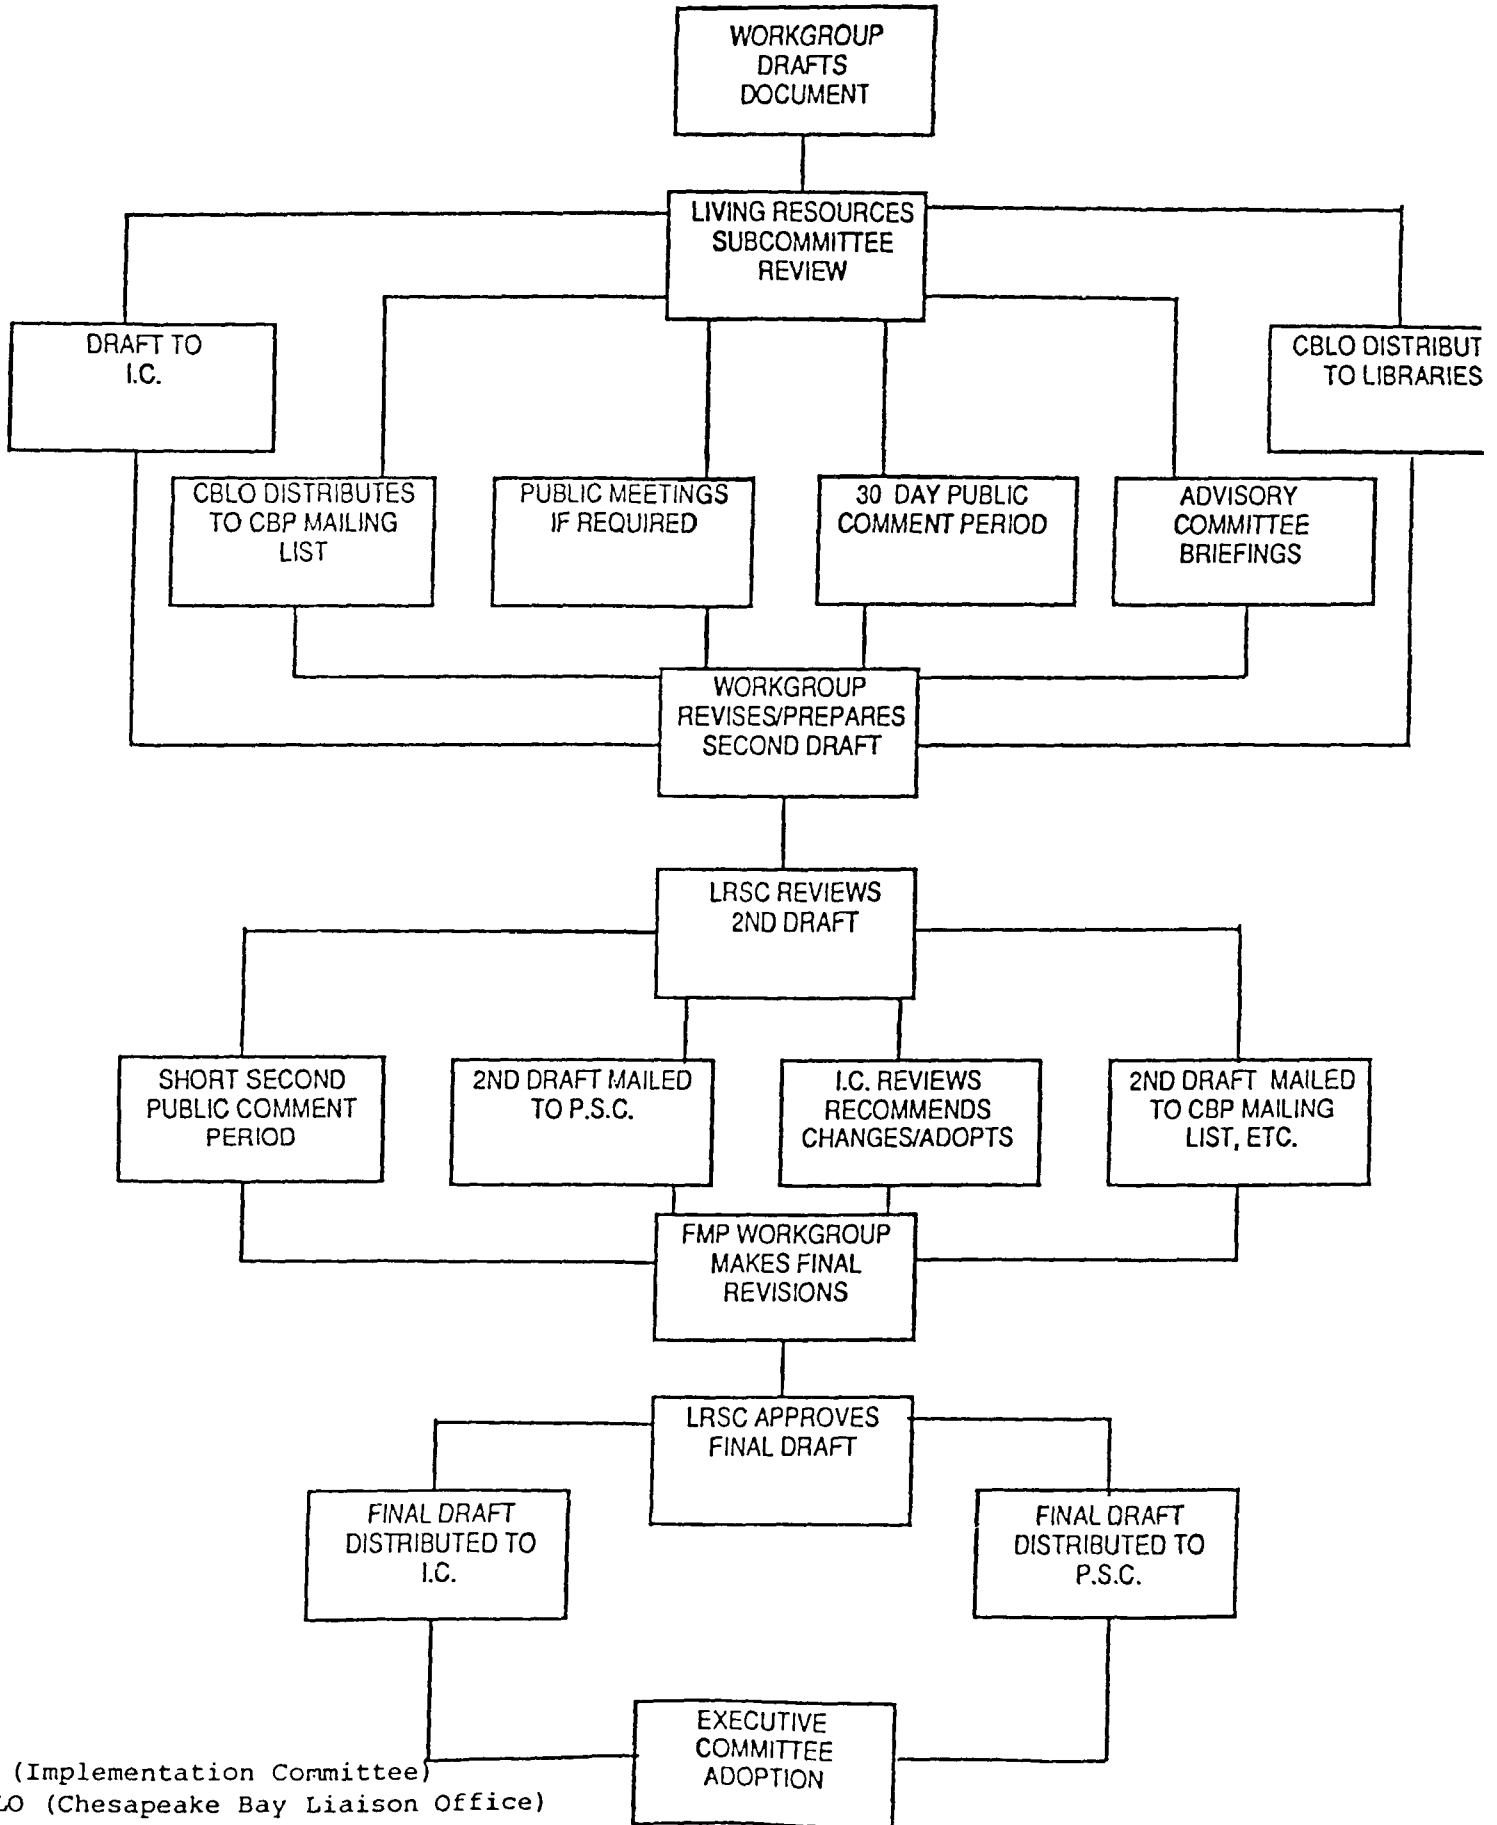 WORKGROUP
DRAFTS
DOCUMENT
LIVING RESOURCES
SUBCOMMITTEE
REVIEW
DRAFT TO
I.C.
CBLO DISTRIBUT
TO LIBRARIES
CBLO DISTRIBUTES
TO CBP MAILING
LIST
PUBLIC MEETINGS
IF REQUIRED
30 DAY PUBLIC
COMMENT PERIOD
ADVISORY
COMMITTEE
BRIEFINGS
WORKGROUP
REVISES/PREPARES
SECOND DRAFT
LRSC REVIEWS
2ND DRAFT
SHORT SECOND
PUBLIC COMMENT
PERIOD
2ND DRAFT MAILED
TO P.S.C.
I.C. REVIEWS
RECOMMENDS
CHANGES/ADOPTS
2ND DRAFT MAILED
TO CBP MAILING
LIST, ETC.
FMP WORKGROUP
MAKES FINAL
REVISIONS
LRSC APPROVES
FINAL DRAFT
FINAL DRAFT
DISTRIBUTED TO
I.C.
FINAL DRAFT
DISTRIBUTED TO
P.S.C.
EXECUTIVE
COMMITTEE
ADOPTION
(Implementation Committee)
LO (Chesapeake Bay Liaison Office)